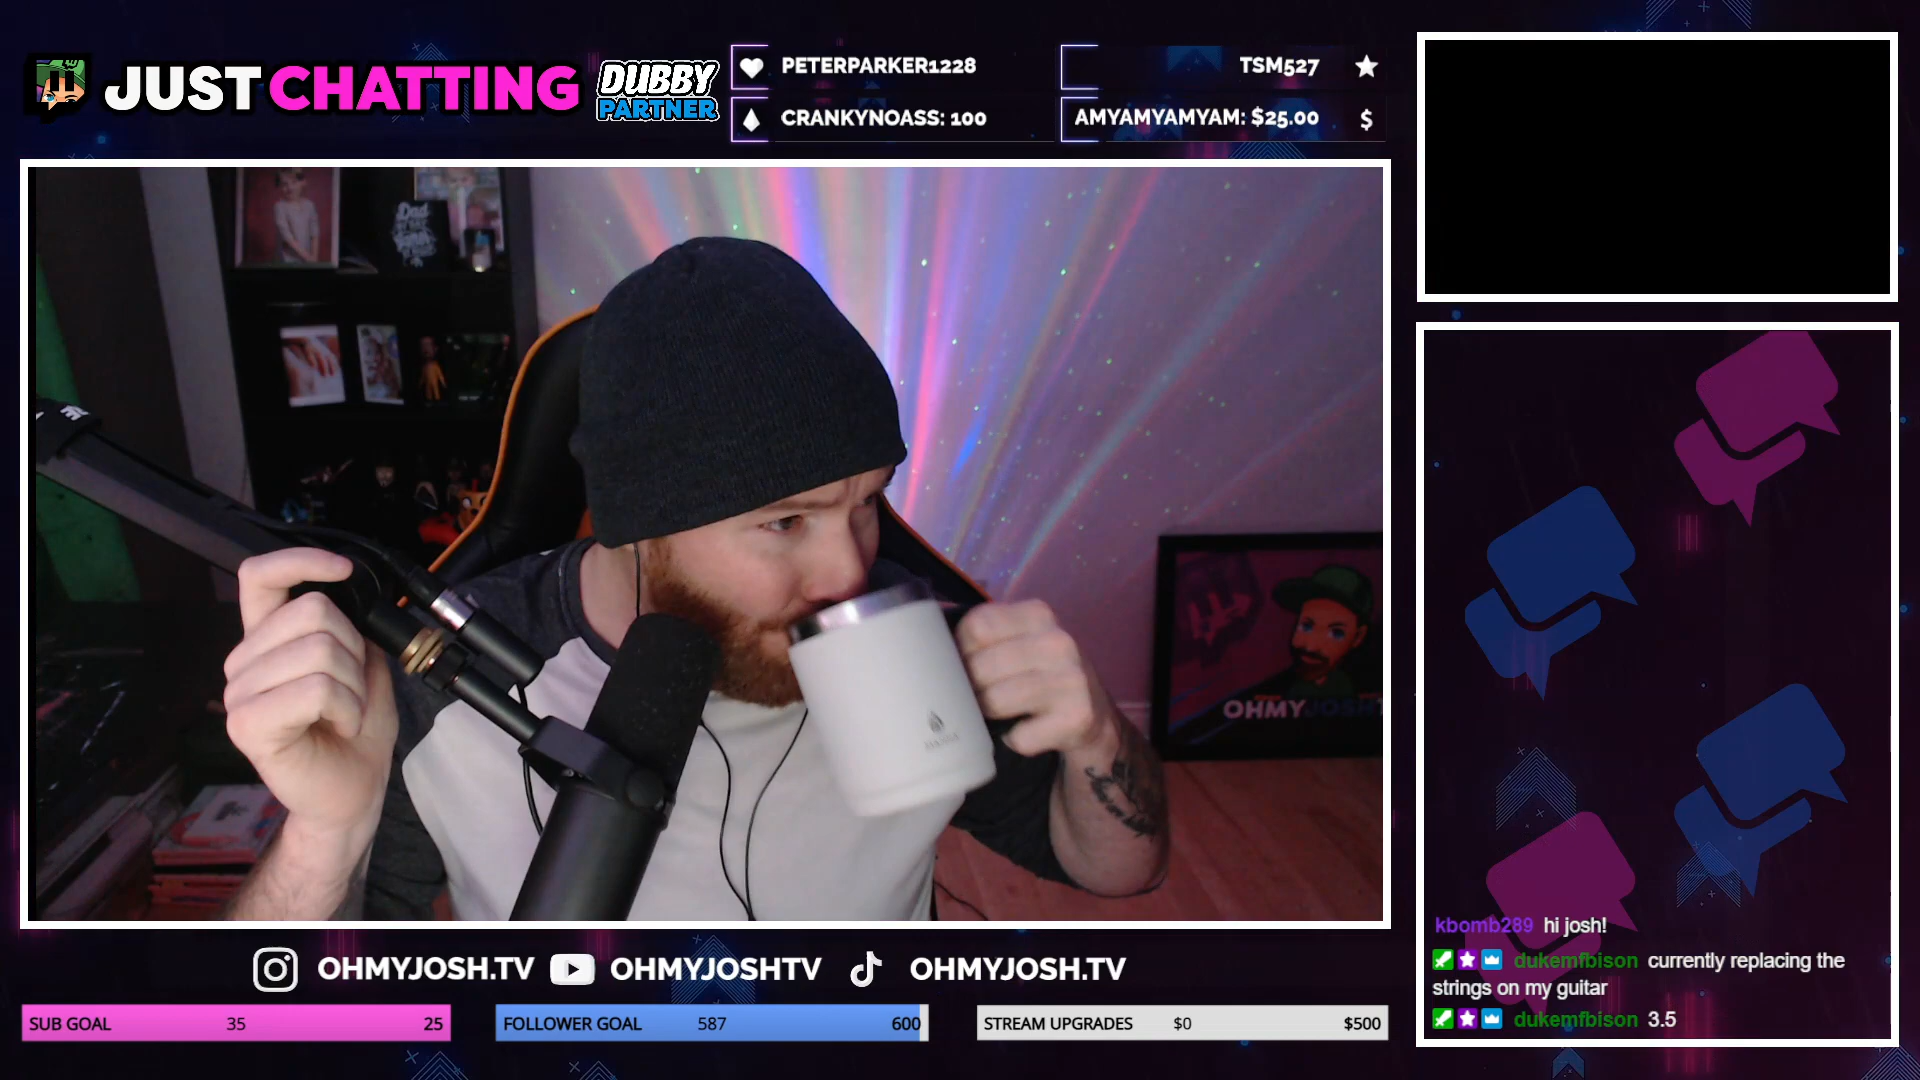 JUST CHATTING
DUBBY
PARTNER
PETERPARKER1228
TSM527
CRANKYNOASS: 100
AMYAMYAMYAM: $25.00
$
Dad
OHMYJOSHT
kbomb289 hi josh!
dukemfbison currently replacing the
strings on my guitar
dukemfbison 3.5
OHMYJOSH.TV
OHMYJOSHTV
OHMYJOSH.TV
SUB GOAL 35 25
FOLLOWER GOAL 587 600
STREAM UPGRADES $0 $500